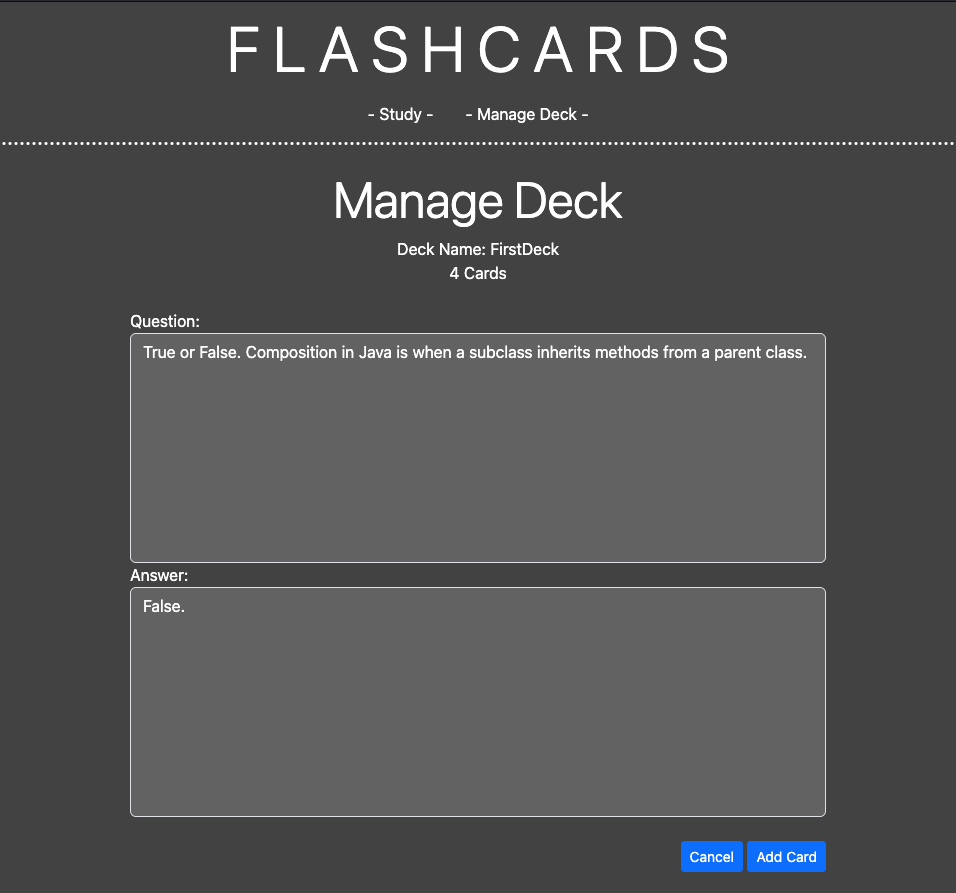 FLASHCARDS
- Study - - Manage Deck -
Manage Deck
Deck Name: FirstDeck
4 Cards
Question:
True or False. Composition in Java is when a subclass inherits methods from a parent class.
Answer:
False.
Cancel Add Card